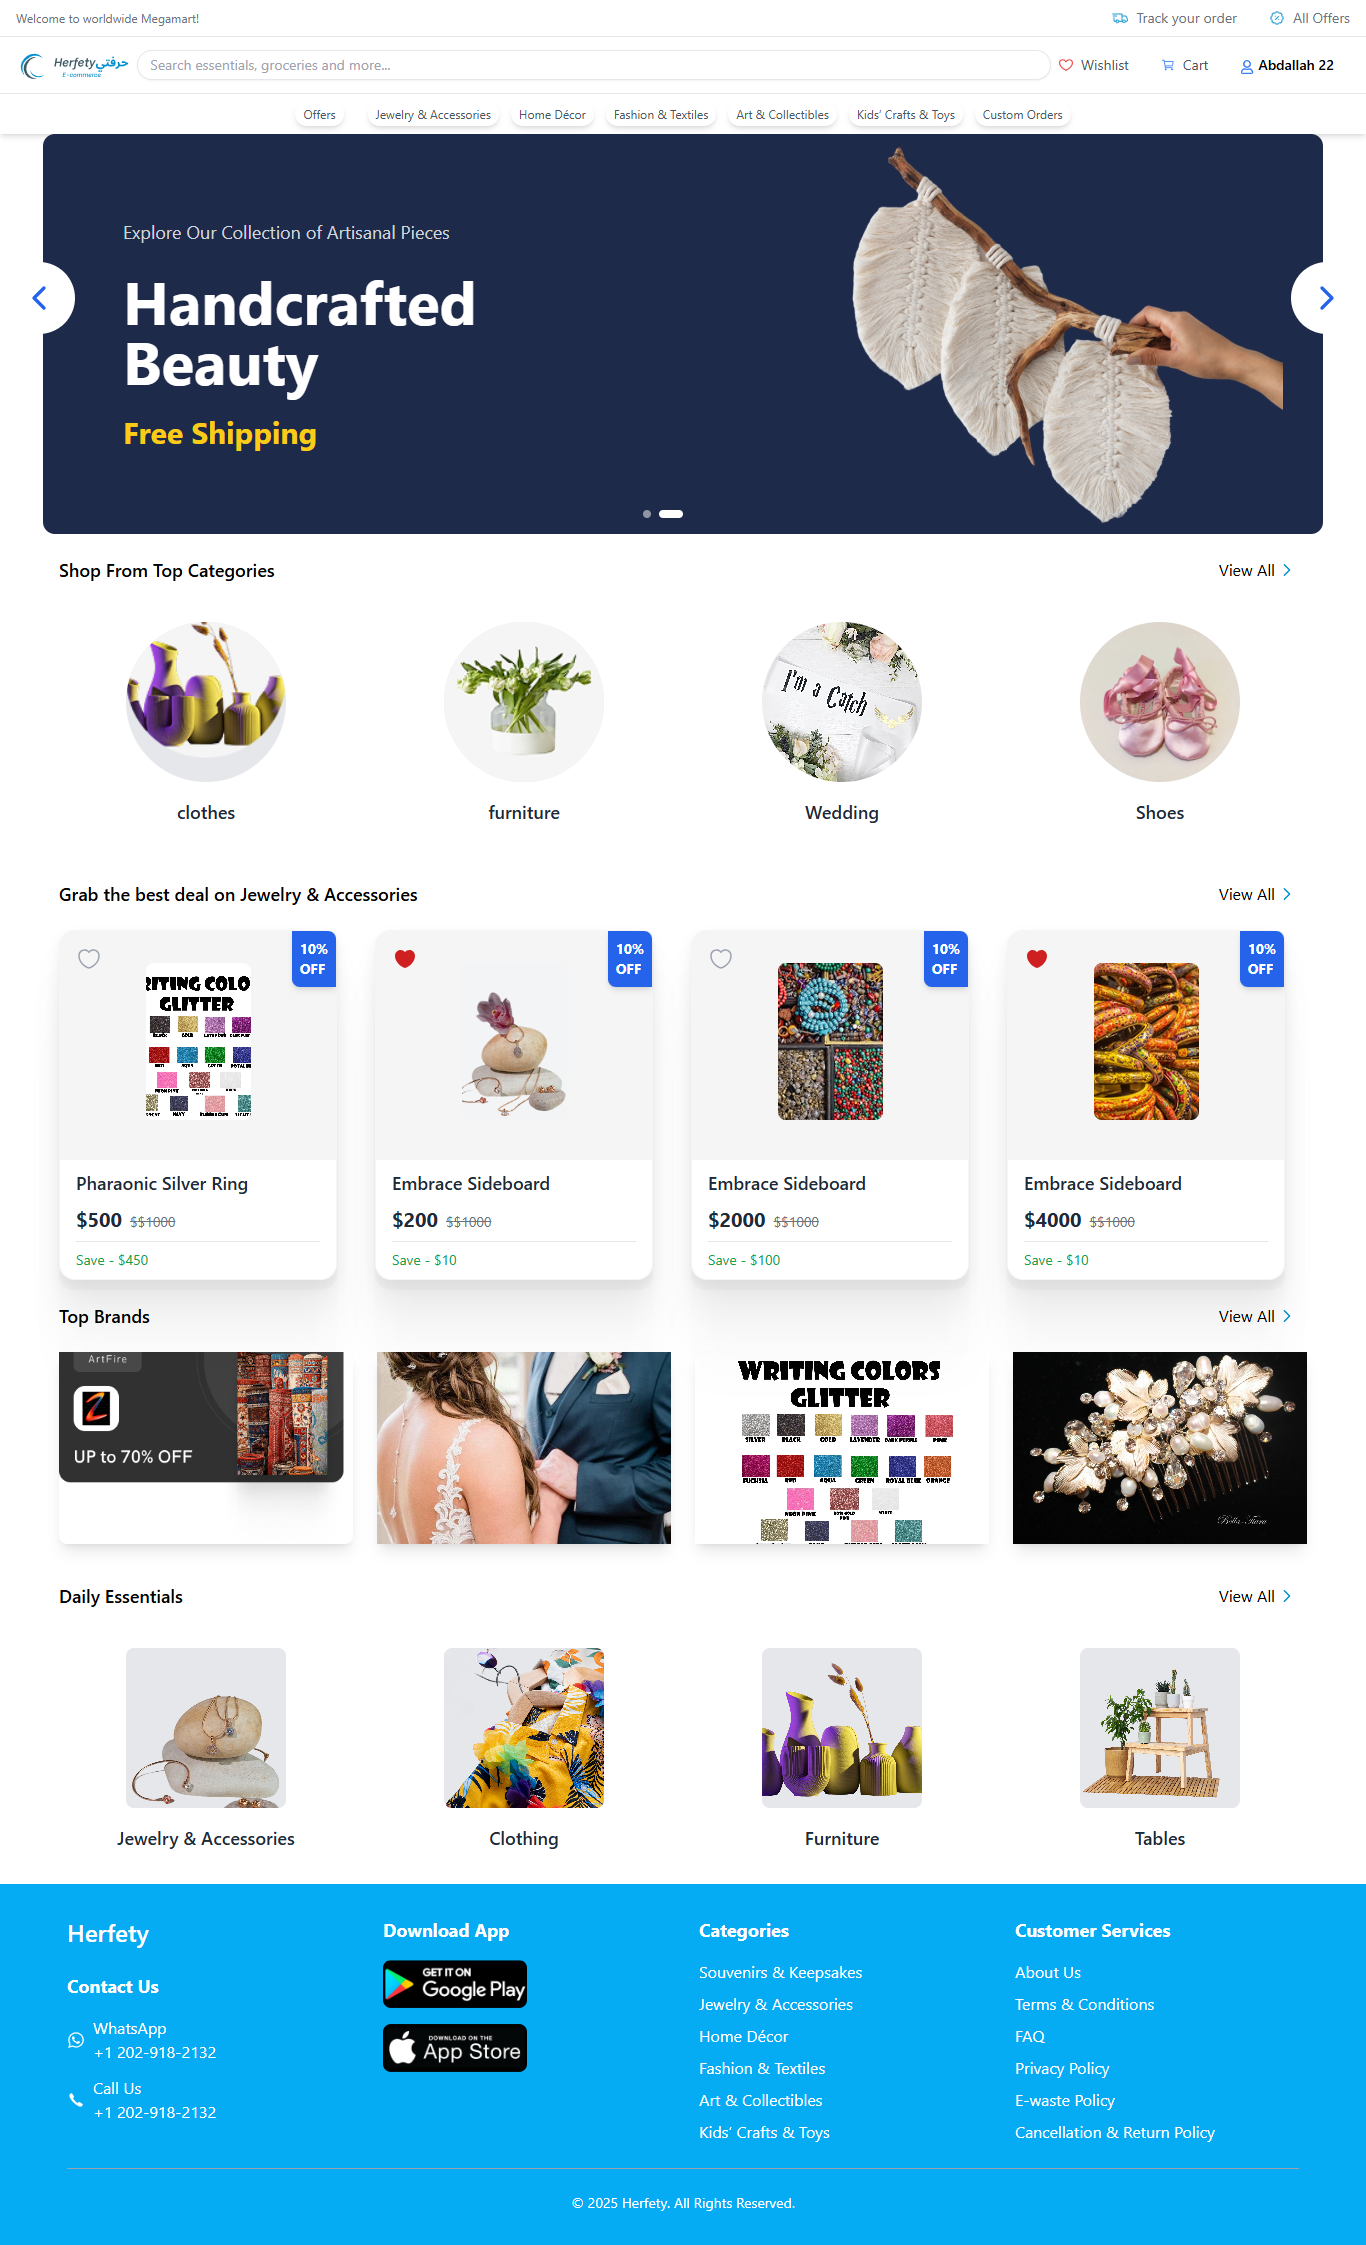 Welcome to worldwide Megamart!
Track your order
All Offers
Herfety حرفتي
E-commerce
Search essentials, groceries and more...
Wishlist
Cart
Abdallah 22
Offers
Jewelry & Accessories
Home Décor
Fashion & Textiles
Art & Collectibles
Kids’ Crafts & Toys
Custom Orders
Explore Our Collection of Artisanal Pieces
Handcrafted
Beauty
Free Shipping
Shop From Top Categories
View All
I'm a Catch
clothes
furniture
Wedding
Shoes
Grab the best deal on Jewelry & Accessories
View All
10%
OFF
RITING COLO
GLITTER
10%
OFF
10%
OFF
10%
OFF
Pharaonic Silver Ring
$500 $$1000
Save - $450
Embrace Sideboard
$200 $$1000
Save - $10
Embrace Sideboard
$2000 $$1000
Save - $100
Embrace Sideboard
$4000 $$1000
Save - $10
Top Brands
View All
ArtFire
UP to 70% OFF
WRITING COLORS
GLITTER
SILVER BLACK GOLD LAVENDER DARK PURPLE PINK
FUCHSIA RED AQUA GREEN ROYAL BLUE ORANGE
NEON PINK ROSE GOLD WHITE
Bella Tiara
Daily Essentials
View All
Jewelry & Accessories
Clothing
Furniture
Tables
Herfety
Contact Us
WhatsApp
+1 202-918-2132
Call Us
+1 202-918-2132
Download App
GET IT ON
Google Play
DOWNLOAD ON THE
App Store
Categories
Souvenirs & Keepsakes
Jewelry & Accessories
Home Décor
Fashion & Textiles
Art & Collectibles
Kids’ Crafts & Toys
Customer Services
About Us
Terms & Conditions
FAQ
Privacy Policy
E-waste Policy
Cancellation & Return Policy
© 2025 Herfety. All Rights Reserved.